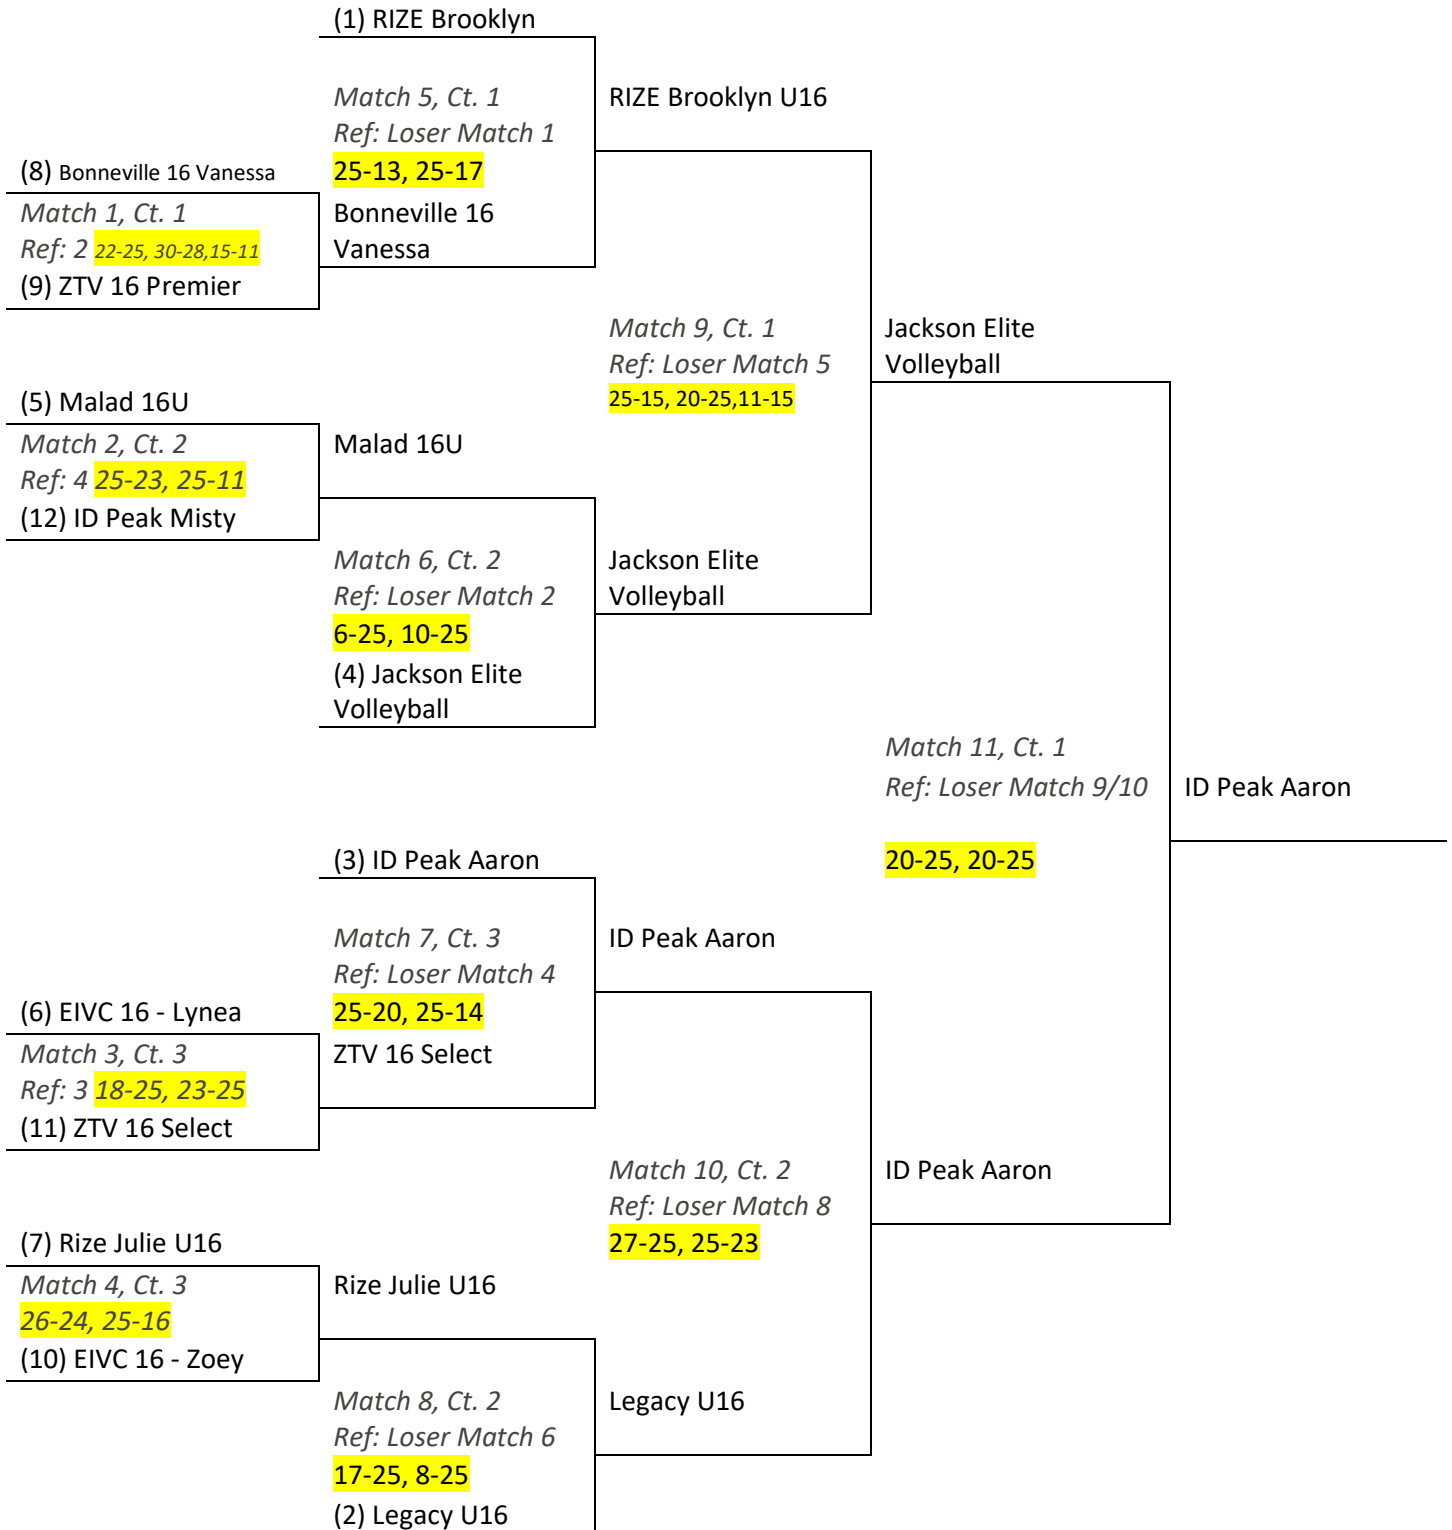 (1) RIZE Brooklyn
Match 5, Ct. 1
Ref: Loser Match 1
25-13, 25-17
RIZE Brooklyn U16
(8) Bonneville 16 Vanessa
Match 1, Ct. 1
Ref: 2 22-25, 30-28,15-11
(9) ZTV 16 Premier
Bonneville 16
Vanessa
Match 9, Ct. 1
Ref: Loser Match 5
25-15, 20-25,11-15
Jackson Elite
Volleyball
(5) Malad 16U
Match 2, Ct. 2
Ref: 4 25-23, 25-11
(12) ID Peak Misty
Malad 16U
Match 6, Ct. 2
Ref: Loser Match 2
6-25, 10-25
(4) Jackson Elite
Volleyball
Jackson Elite
Volleyball
Match 11, Ct. 1
Ref: Loser Match 9/10
20-25, 20-25
ID Peak Aaron
(3) ID Peak Aaron
Match 7, Ct. 3
Ref: Loser Match 4
25-20, 25-14
ID Peak Aaron
(6) EIVC 16 - Lynea
Match 3, Ct. 3
Ref: 3 18-25, 23-25
(11) ZTV 16 Select
ZTV 16 Select
Match 10, Ct. 2
Ref: Loser Match 8
27-25, 25-23
ID Peak Aaron
(7) Rize Julie U16
Match 4, Ct. 3
26-24, 25-16
(10) EIVC 16 - Zoey
Rize Julie U16
Match 8, Ct. 2
Ref: Loser Match 6
17-25, 8-25
(2) Legacy U16
Legacy U16